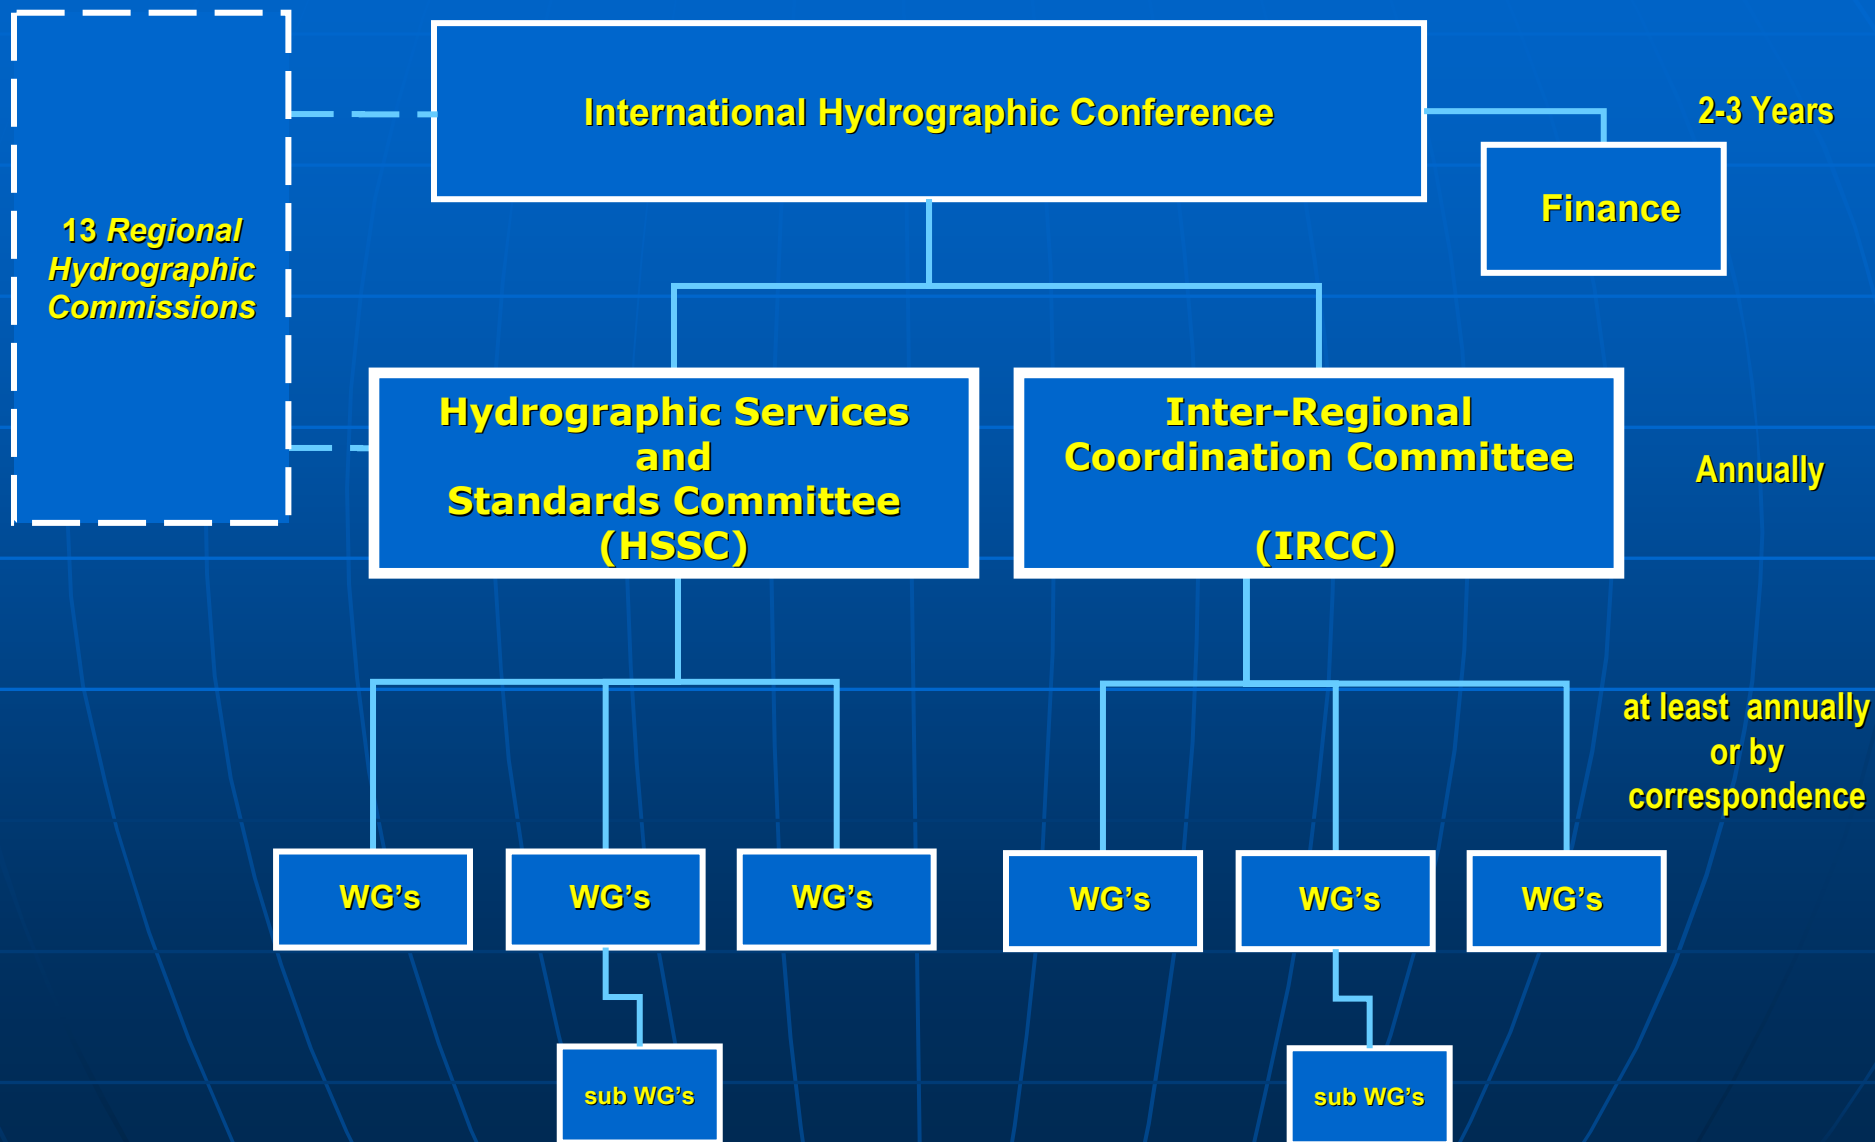 International Hydrographic Conference
2-3 Years
Finance
13 Regional
Hydrographic
Commissions
Hydrographic Services
and
Standards Committee
(HSSC)
Inter-Regional
Coordination Committee
(IRCC)
Annually
at least annually
or by
correspondence
WG’s
WG’s
WG’s
WG’s
WG’s
WG’s
sub WG’s
sub WG’s